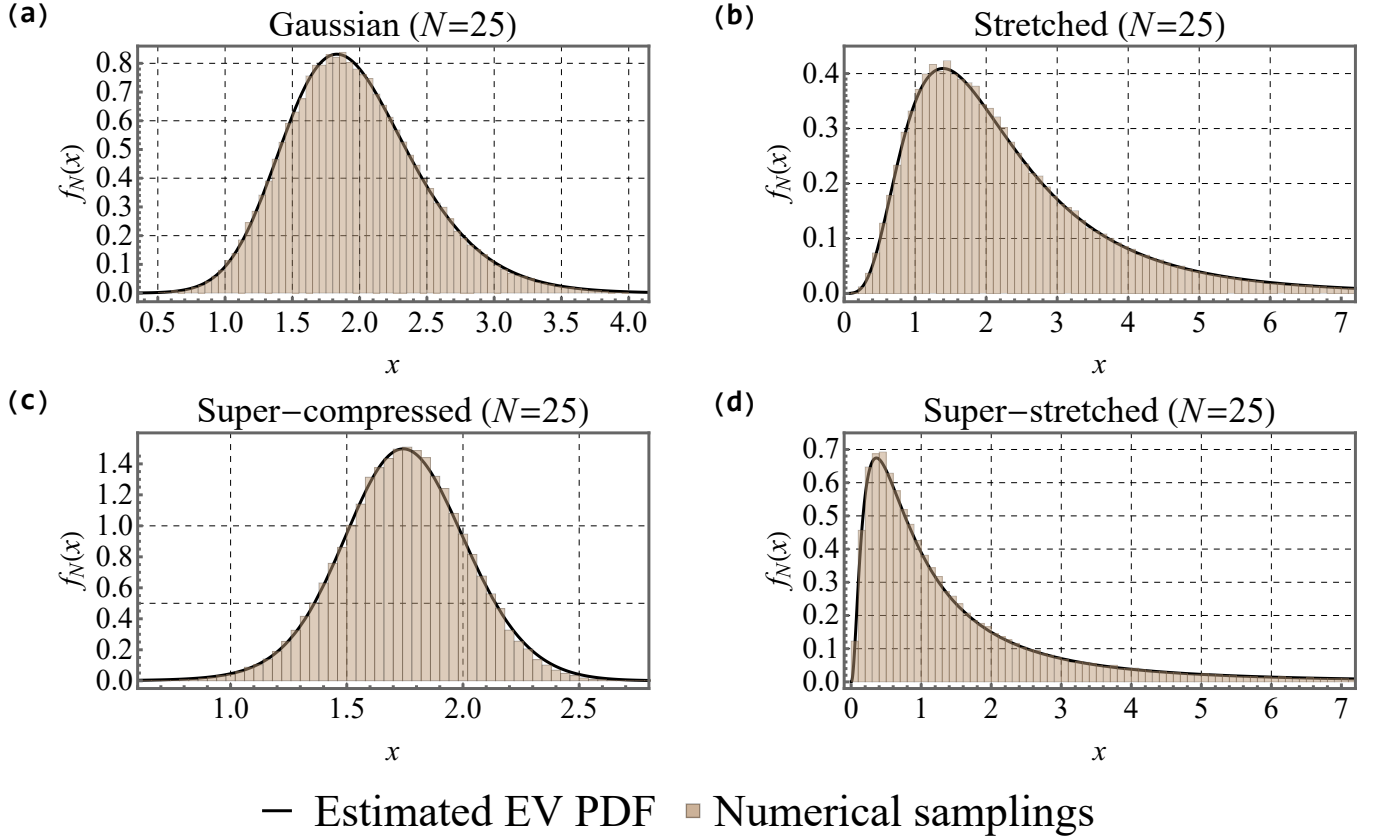 (a)
Gaussian (N=25)
f_N(x)
0.8
0.7
0.6
0.5
0.4
0.3
0.2
0.1
0.0
0.5 1.0 1.5 2.0 2.5 3.0 3.5 4.0
x
(b)
Stretched (N=25)
f_N(x)
0.4
0.3
0.2
0.1
0.0
0 1 2 3 4 5 6 7
x
(c)
Super−compressed (N=25)
f_N(x)
1.4
1.2
1.0
0.8
0.6
0.4
0.2
0.0
1.0 1.5 2.0 2.5
x
(d)
Super−stretched (N=25)
f_N(x)
0.7
0.6
0.5
0.4
0.3
0.2
0.1
0.0
0 1 2 3 4 5 6 7
x
Estimated EV PDF Numerical samplings